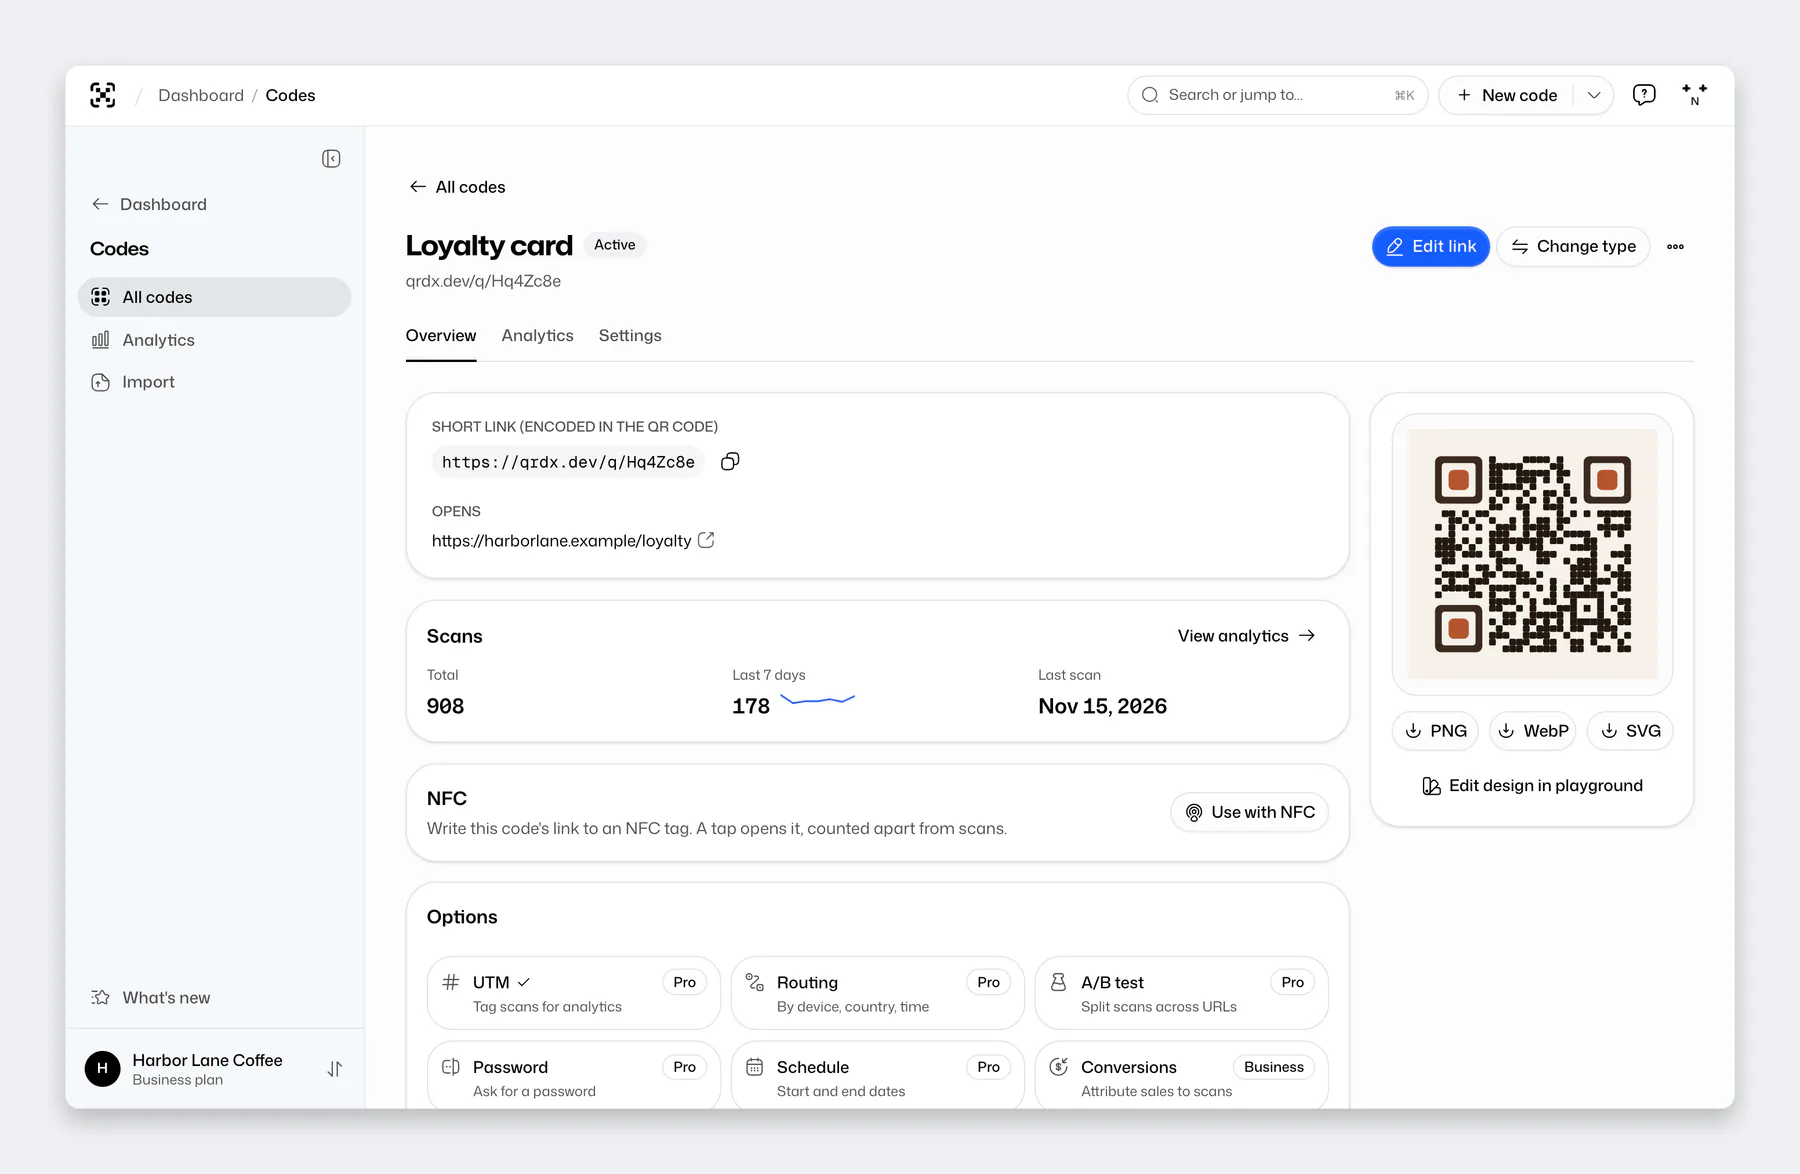 / Dashboard / Codes
Search or jump to... ⌘K
+ New code
N
Dashboard
Codes
All codes
Analytics
Import
What's new
H
Harbor Lane Coffee
Business plan
All codes
Loyalty card
Active
qrdx.dev/q/Hq4Zc8e
Edit link
Change type
Overview
Analytics
Settings
SHORT LINK (ENCODED IN THE QR CODE)
https://qrdx.dev/q/Hq4Zc8e
OPENS
https://harborlane.example/loyalty
Scans
View analytics
Total
908
Last 7 days
178
Last scan
Nov 15, 2026
NFC
Write this code's link to an NFC tag. A tap opens it, counted apart from scans.
Use with NFC
Options
UTM
Pro
Tag scans for analytics
Routing
Pro
By device, country, time
A/B test
Pro
Split scans across URLs
Password
Pro
Ask for a password
Schedule
Pro
Start and end dates
Conversions
Business
Attribute sales to scans
PNG
WebP
SVG
Edit design in playground